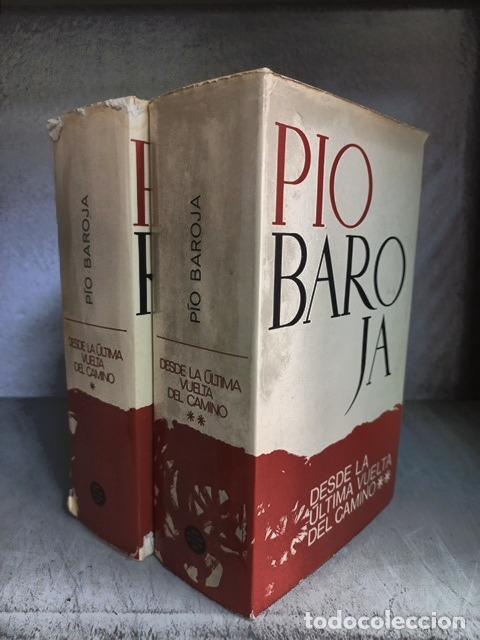 PÍO BAROJA
DESDE LA ÚLTIMA
VUELTA
DEL CAMINO
*
PÍO BAROJA
DESDE LA ÚLTIMA
VUELTA
DEL CAMINO
**
PIO
BARO
JA
DESDE LA
ÚLTIMA VUELTA
DEL CAMINO**
todocoleccion